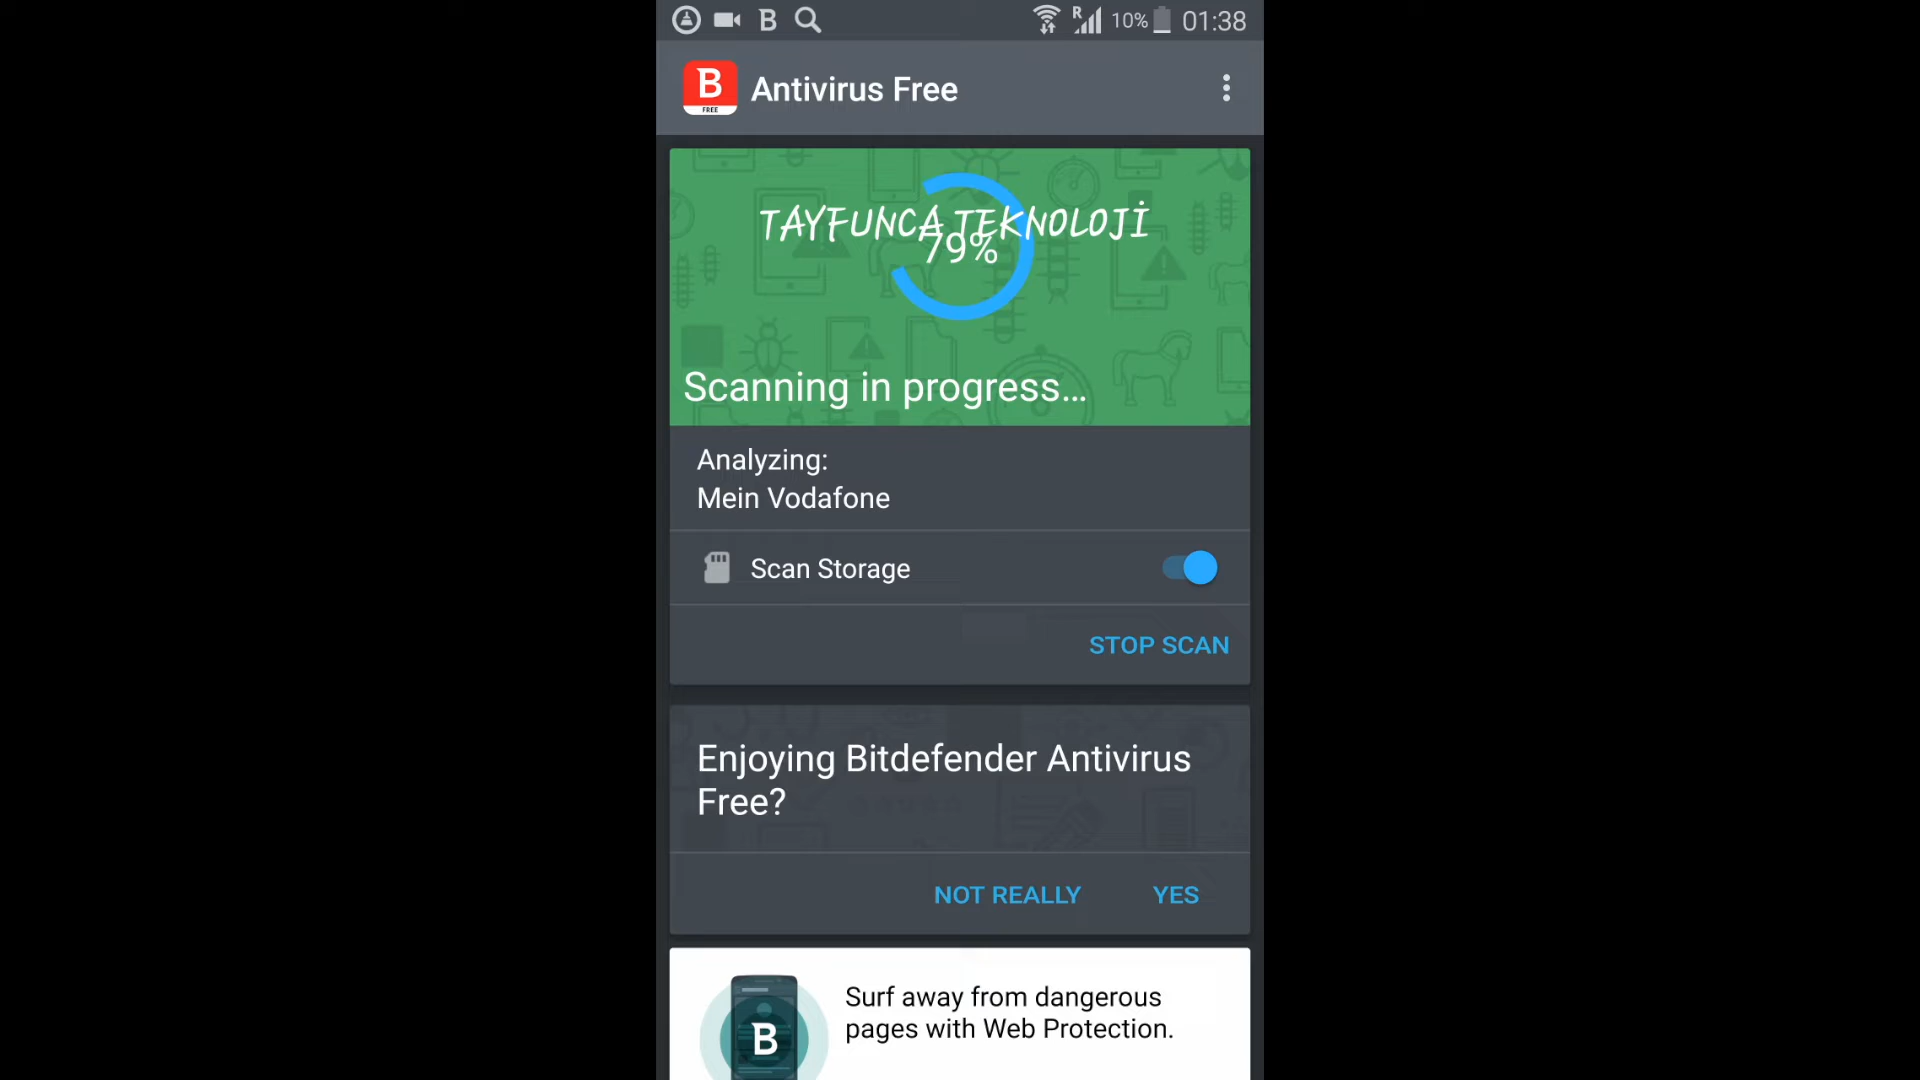 B R 10% 01:38
B FREE Antivirus Free
TAYFUNCA TEKNOLOJİ
79%
Scanning in progress...
Analyzing:
Mein Vodafone
Scan Storage
STOP SCAN
Enjoying Bitdefender Antivirus
Free?
NOT REALLY YES
Surf away from dangerous
pages with Web Protection.
B